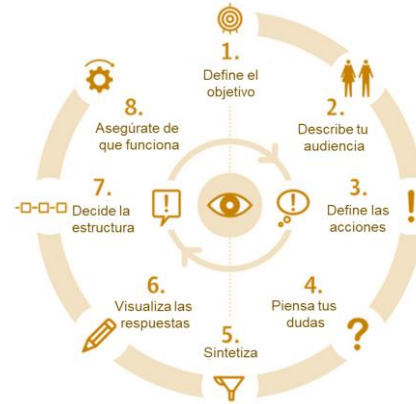 1.
Define el
objetivo
2.
Describe tu
audiencia
3.
Define las
acciones
4.
Piensa tus
dudas
5.
Sintetiza
6.
Visualiza las
respuestas
7.
Decide la
estructura
8.
Asegúrate de
que funciona